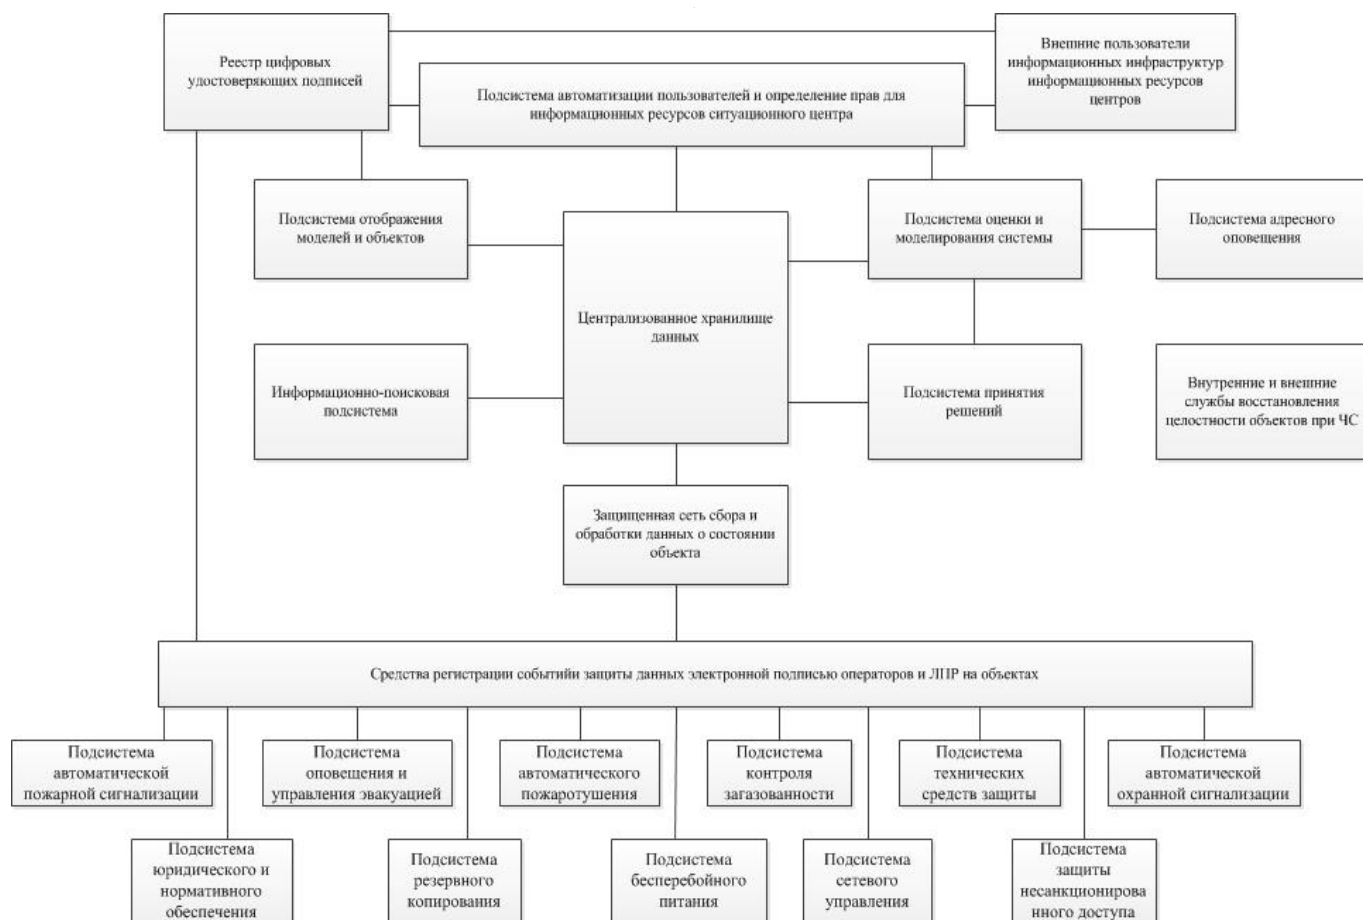 Реестр цифровых
удостоверяющих подписей
Внешние пользователи
информационных инфраструктур
информационных ресурсов
центров
Подсистема автоматизации пользователей и определение прав для
информационных ресурсов ситуационного центра
Подсистема отображения
моделей и объектов
Подсистема оценки и
моделирования системы
Подсистема адресного
оповещения
Централизованное хранилище
данных
Информационно-поисковая
подсистема
Подсистема принятия
решений
Внутренние и внешние
службы восстановления
целостности объектов при ЧС
Защищенная сеть сбора и
обработки данных о состоянии
объекта
Средства регистрации событийи защиты данных электронной подписью операторов и ЛПР на объектах
Подсистема
автоматической
пожарной сигнализации
Подсистема
оповещения и
управления эвакуацией
Подсистема
автоматического
пожаротушения
Подсистема
контроля
загазованности
Подсистема
технических
средств защиты
Подсистема
автоматической
охранной сигнализации
Подсистема
юридического и
нормативного
обеспечения
Подсистема
резервного
копирования
Подсистема
бесперебойного
питания
Подсистема
сетевого
управления
Подсистема
защиты
несанкционирова
нного доступа